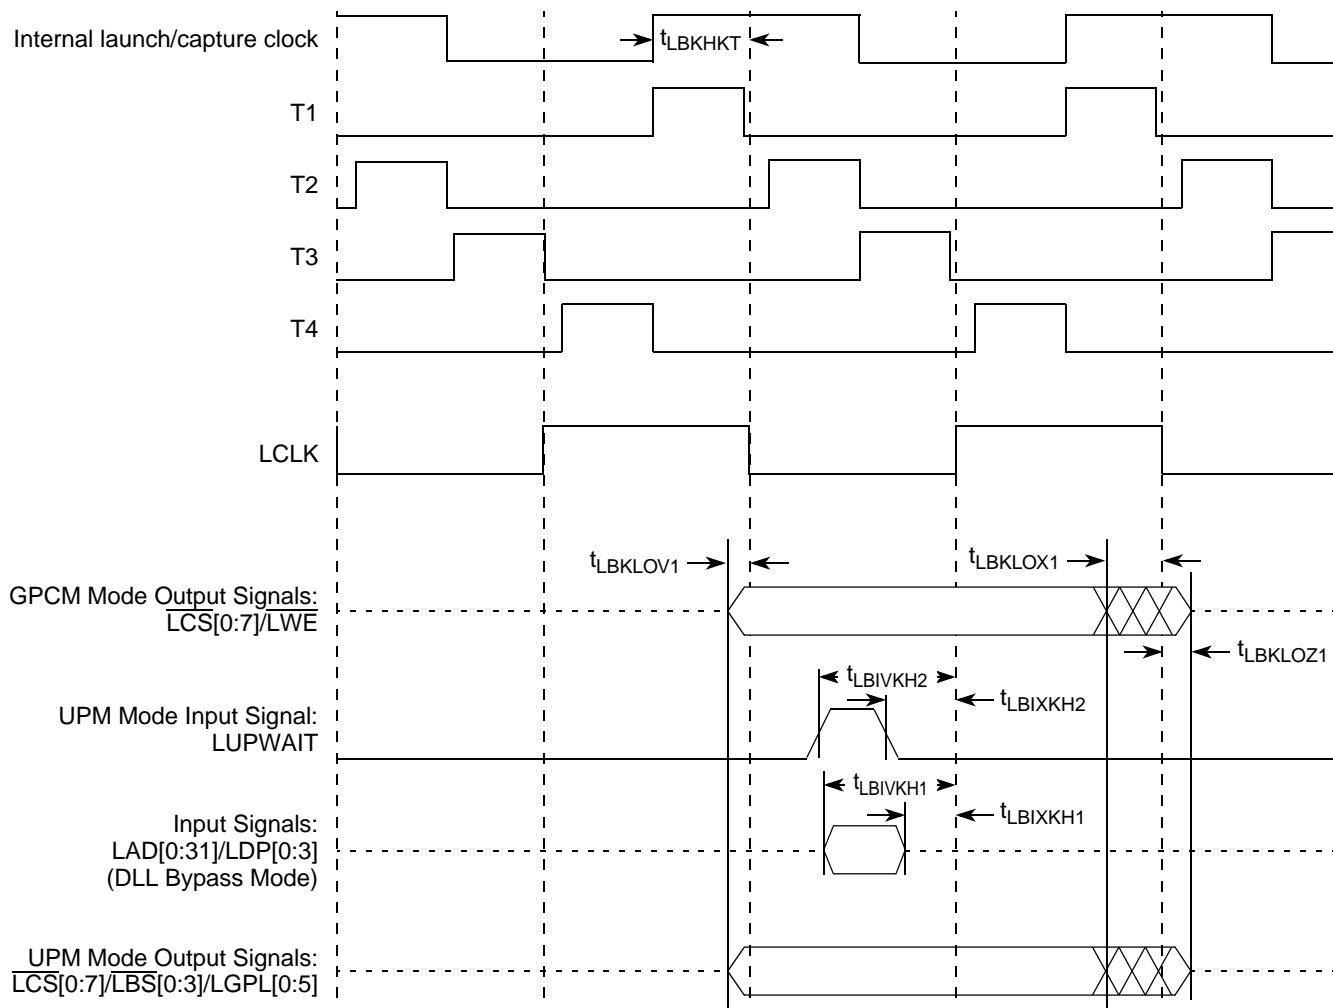 Internal launch/capture clock
tLBKHKT
T1
T2
T3
T4
LCLK
tLBKLOV1
tLBKLOX1
GPCM Mode Output Signals:
LCS[0:7]/LWE
tLBKLOZ1
tLBIVKH2
tLBIXKH2
UPM Mode Input Signal:
LUPWAIT
tLBIVKH1
tLBIXKH1
Input Signals:
LAD[0:31]/LDP[0:3]
(DLL Bypass Mode)
UPM Mode Output Signals:
LCS[0:7]/LBS[0:3]/LGPL[0:5]